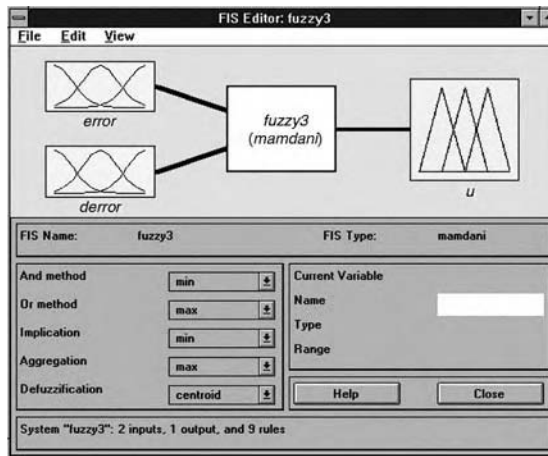 FIS Editor: fuzzy3
File Edit View
error
derror
fuzzy3
(mamdani)
u
FIS Name: fuzzy3 FIS Type: mamdani
And method min
Or method max
Implication min
Aggregation max
Defuzzification centroid
Current Variable
Name
Type
Range
Help Close
System "fuzzy3": 2 inputs, 1 output, and 9 rules